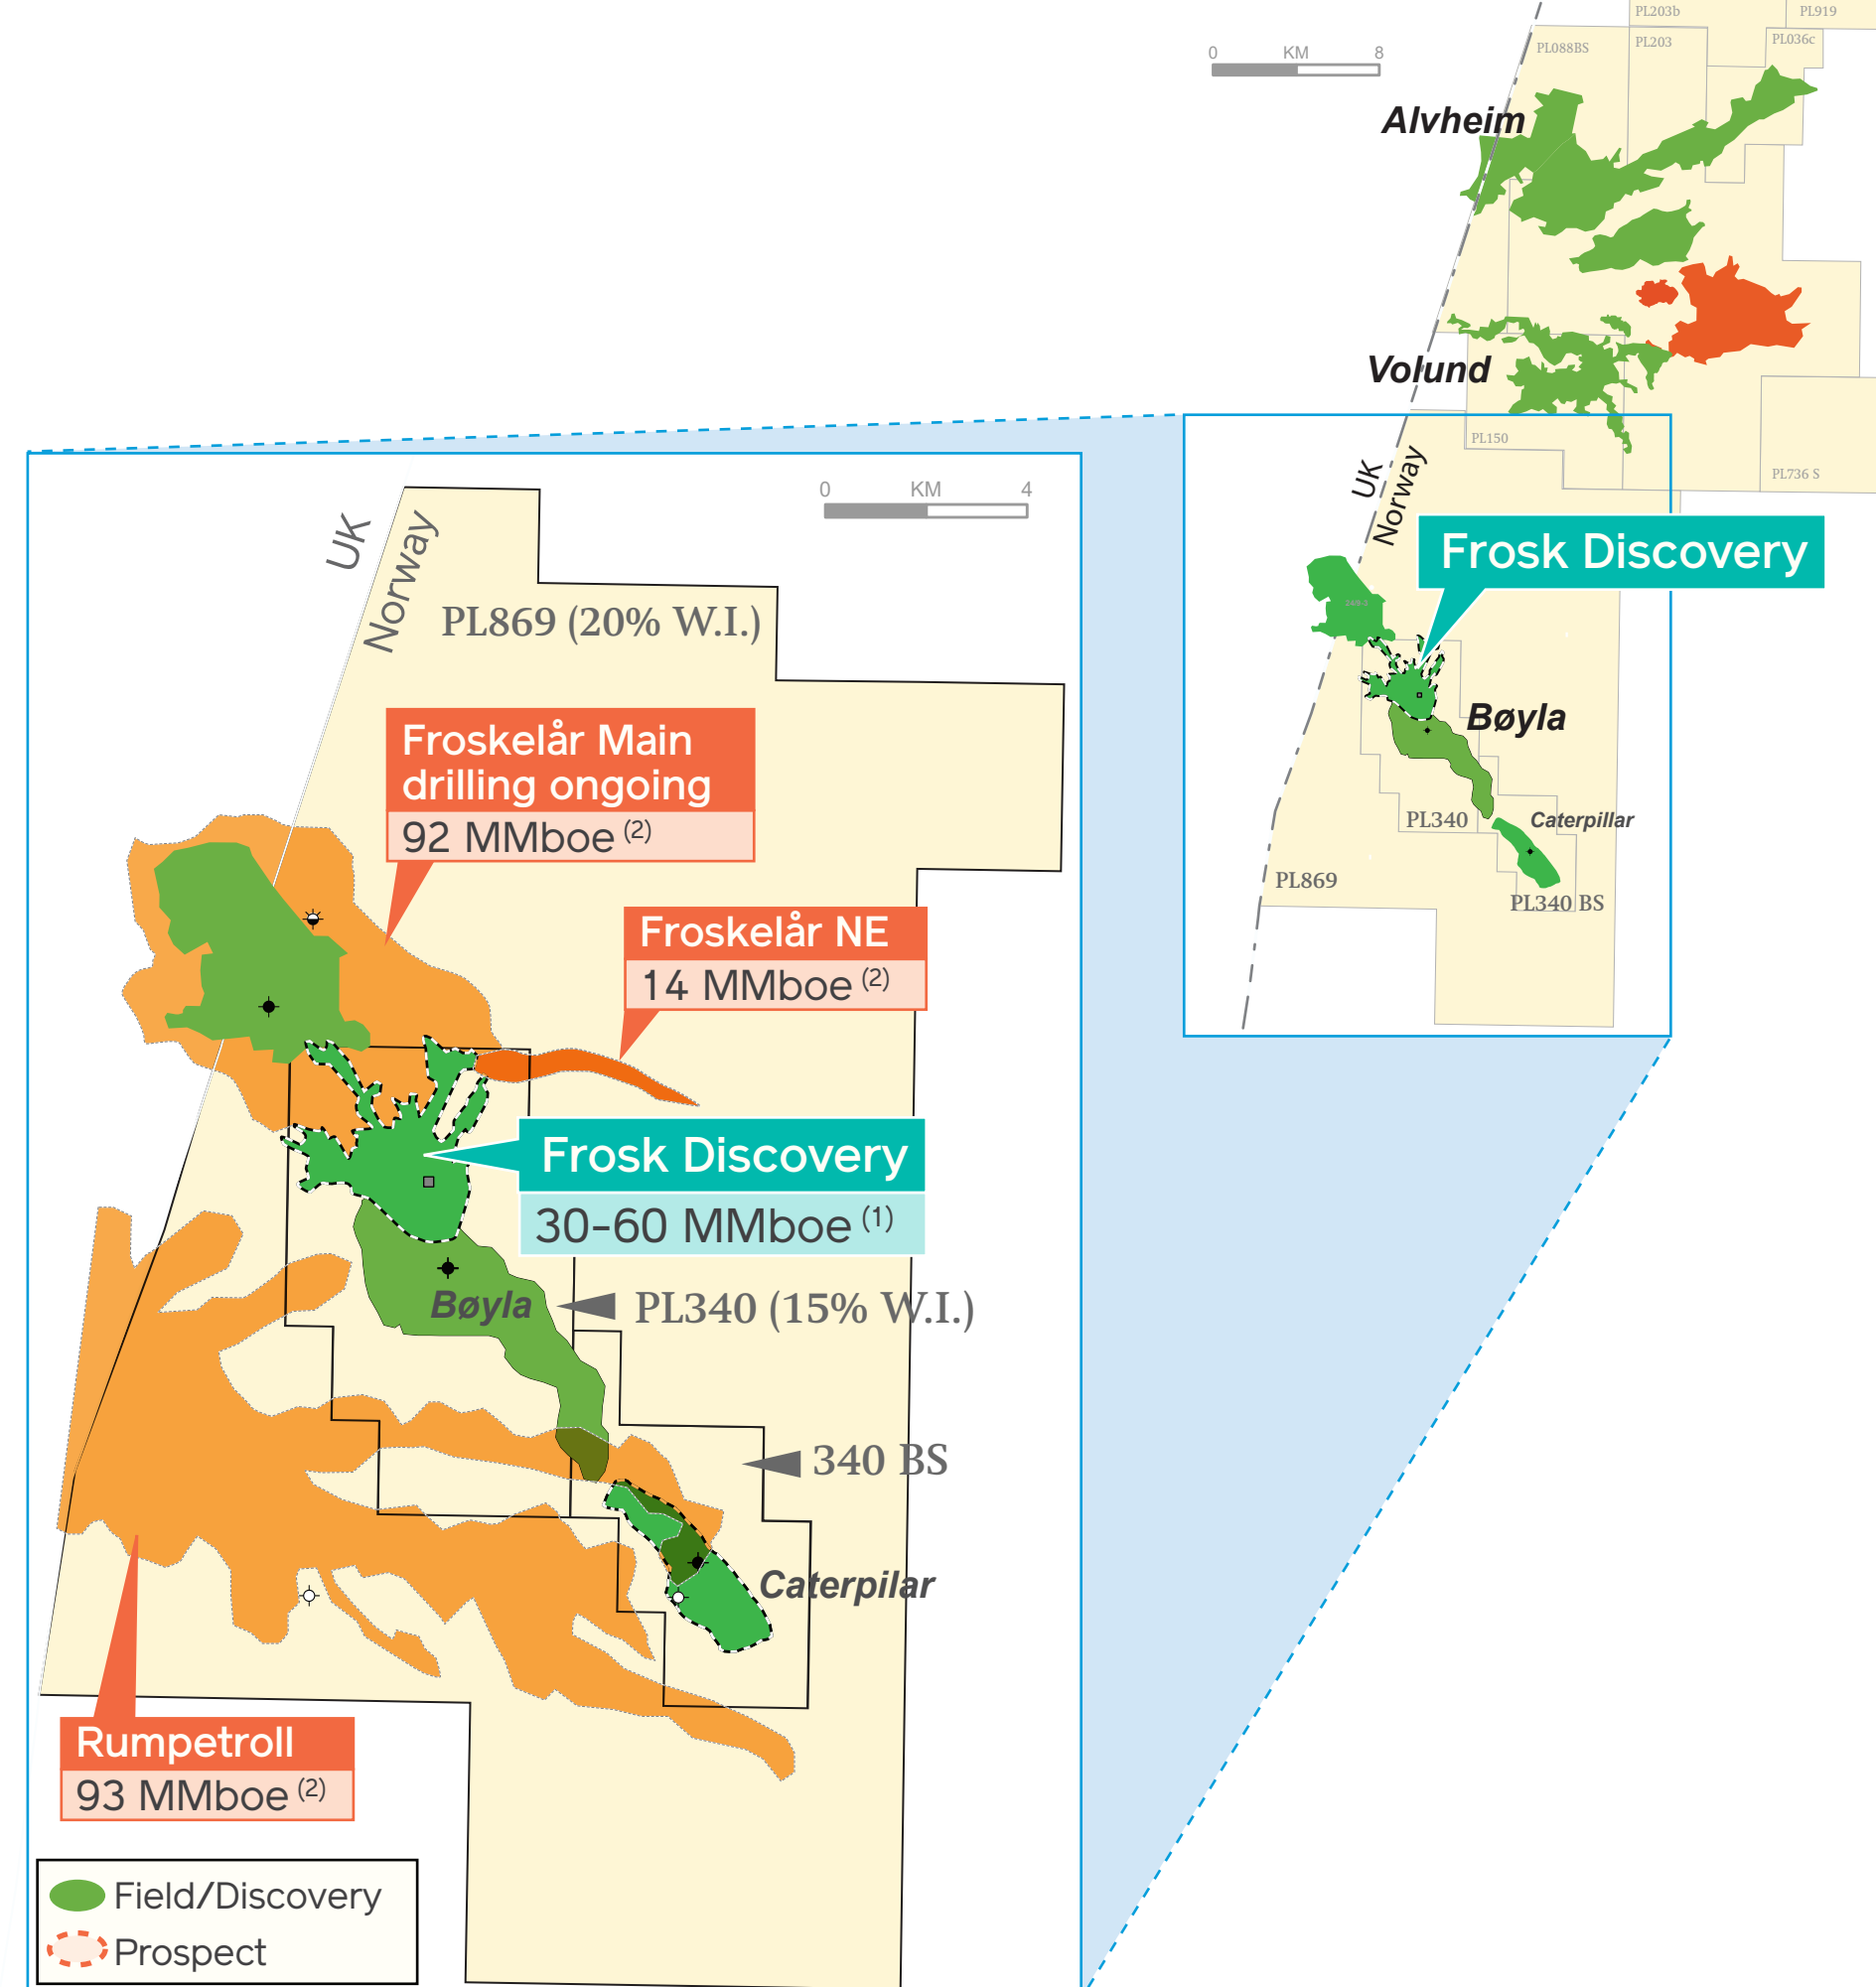 PL203b
PL919
PL088BS
PL203
PL036c
0 KM 8
Alvheim
Volund
PL150
PL736 S
UK
Norway
Frosk Discovery
Bøyla
PL340
Caterpillar
PL869
PL340 BS
0 KM 4
UK
Norway
PL869 (20% W.I.)
Froskelår Main
drilling ongoing
92 MMboe (2)
Froskelår NE
14 MMboe (2)
Frosk Discovery
30-60 MMboe (1)
Bøyla
PL340 (15% W.I.)
340 BS
Caterpilar
Rumpetroll
93 MMboe (2)
Field/Discovery
Prospect